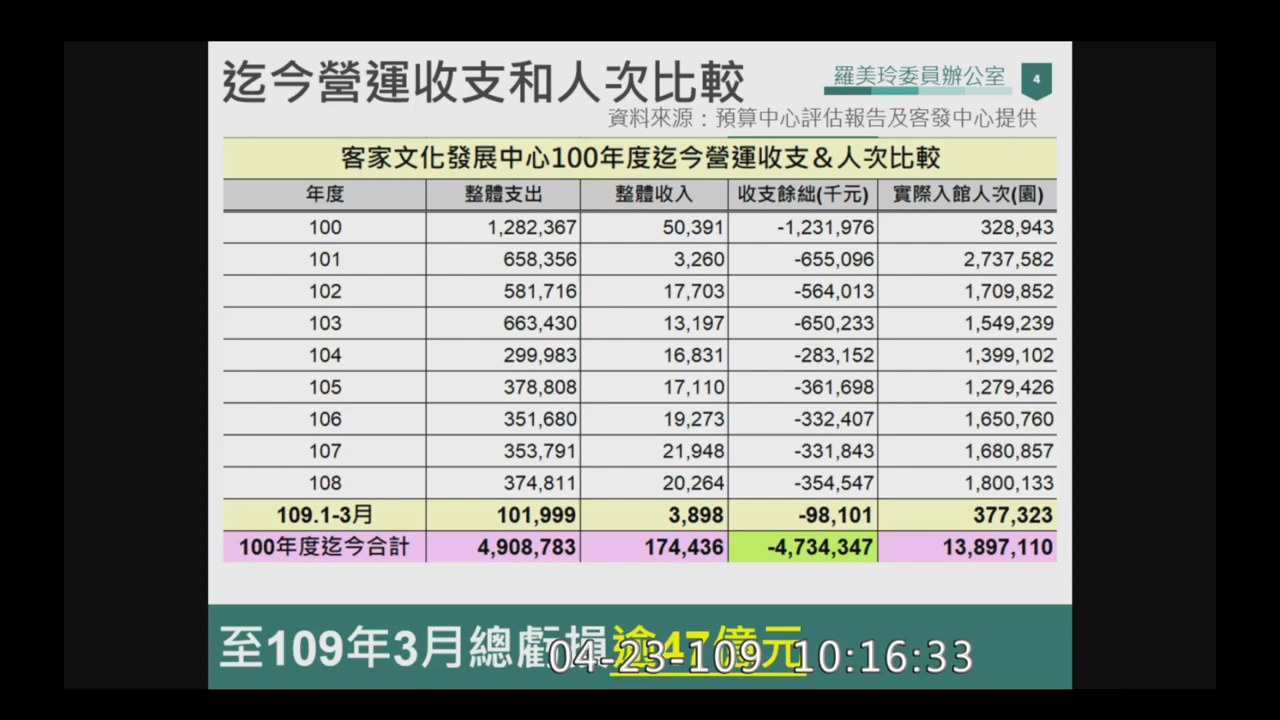 迄今營運收支和人次比較
羅美玲委員辦公室 4
資料來源：預算中心評估報告及客發中心提供
客家文化發展中心100年度迄今營運收支＆人次比較
年度 整體支出 整體收入 收支餘絀(千元) 實際入館人次(園)
100 1,282,367 50,391 -1,231,976 328,943
101 658,356 3,260 -655,096 2,737,582
102 581,716 17,703 -564,013 1,709,852
103 663,430 13,197 -650,233 1,549,239
104 299,983 16,831 -283,152 1,399,102
105 378,808 17,110 -361,698 1,279,426
106 351,680 19,273 -332,407 1,650,760
107 353,791 21,948 -331,843 1,680,857
108 374,811 20,264 -354,547 1,800,133
109.1-3月 101,999 3,898 -98,101 377,323
100年度迄今合計 4,908,783 174,436 -4,734,347 13,897,110
至109年3月總虧損逾47億元
04-23-109 10:16:33